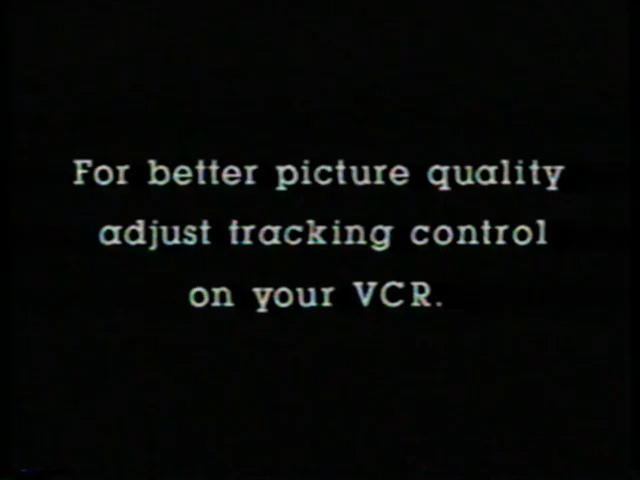 For better picture quality
adjust tracking control
on your VCR.